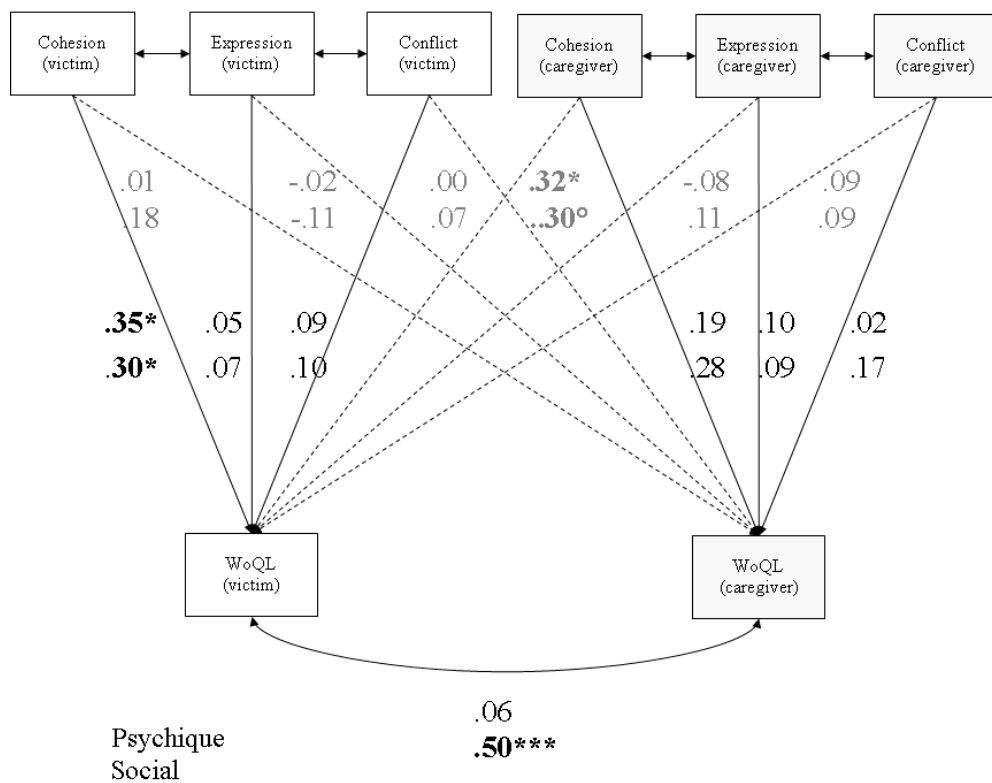 Cohesion
(victim)
Expression
(victim)
Conflict
(victim)
Cohesion
(caregiver)
Expression
(caregiver)
Conflict
(caregiver)
.01 -.02 .00 .32* -.08 .09
.18 -.11 .07 ..30° .11 .09
.35* .05 .09 .19 .10 .02
.30* .07 .10 .28 .09 .17
WoQL
(victim)
WoQL
(caregiver)
.06
.50***
Psychique
Social